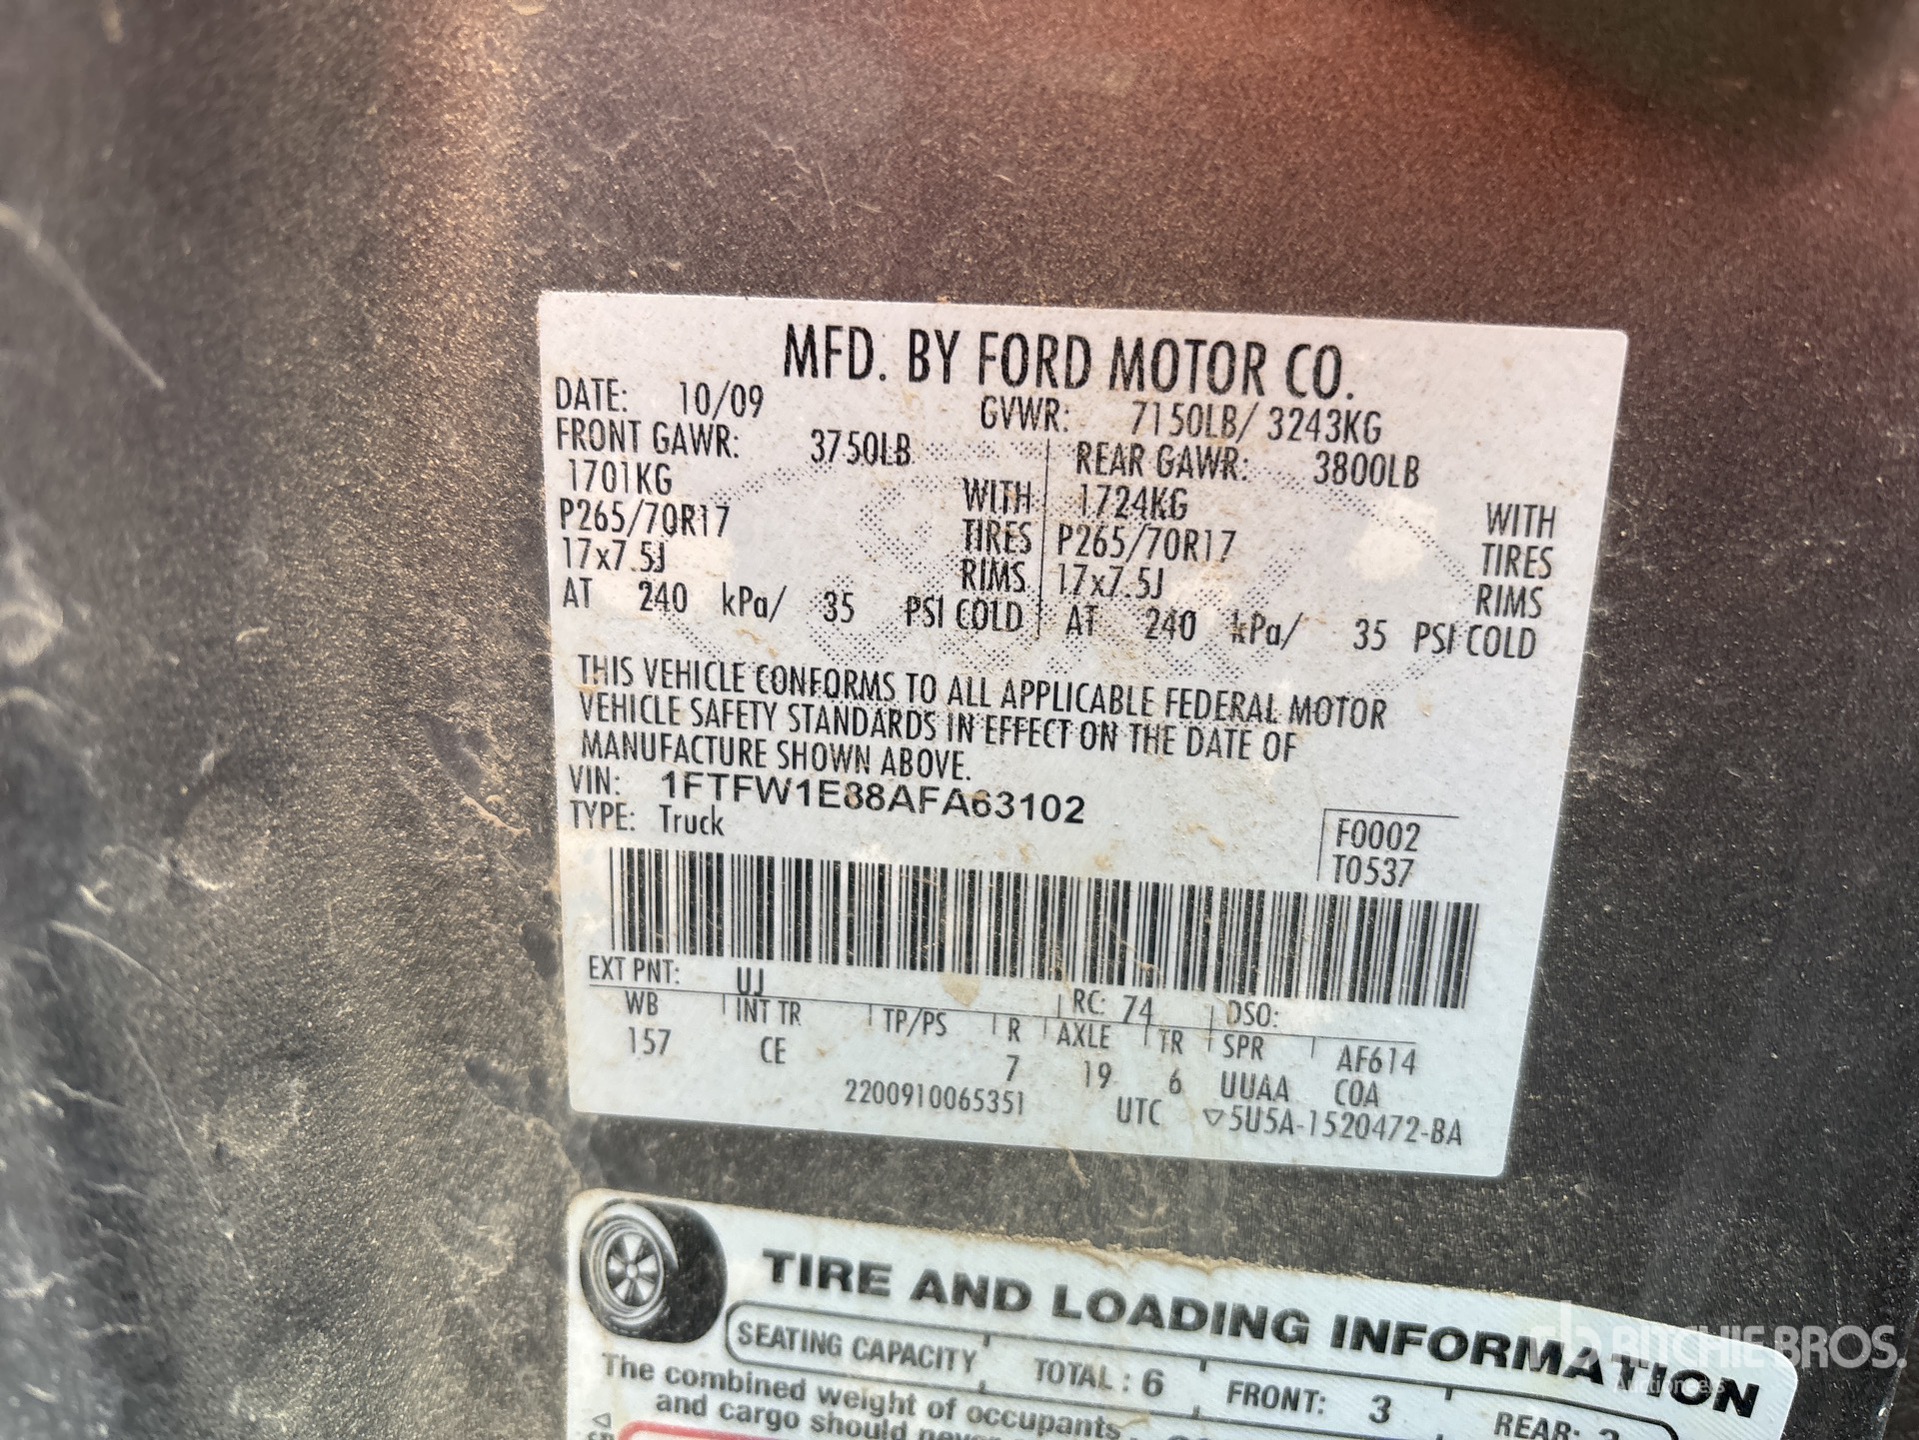 MFD. BY FORD MOTOR CO.
DATE: 10/09 GVWR: 7150LB/ 3243KG
FRONT GAWR: 3750LB REAR GAWR: 3800LB
1701KG WITH 1724KG WITH
P265/70R17 TIRES P265/70R17 TIRES
17x7.5J RIMS 17x7.5J RIMS
AT 240 kPa/ 35 PSI COLD AT 240 kPa/ 35 PSI COLD
THIS VEHICLE CONFORMS TO ALL APPLICABLE FEDERAL MOTOR
VEHICLE SAFETY STANDARDS IN EFFECT ON THE DATE OF
MANUFACTURE SHOWN ABOVE.
VIN: 1FTFW1E88AFA63102
TYPE: Truck
F0002
T0537
EXT PNT: UJ RC: 74 DSO:
WB INT TR TP/PS R AXLE TR SPR AF614
157 CE 7 19 6 UUAA COA
2200910065351 UTC ▽5U5A-1520472-BA
TIRE AND LOADING INFORMATION
SEATING CAPACITY TOTAL: 6 FRONT: 3 REAR:
The combined weight of occupants
and cargo should never
RITCHIE BROS.
Auctioneers